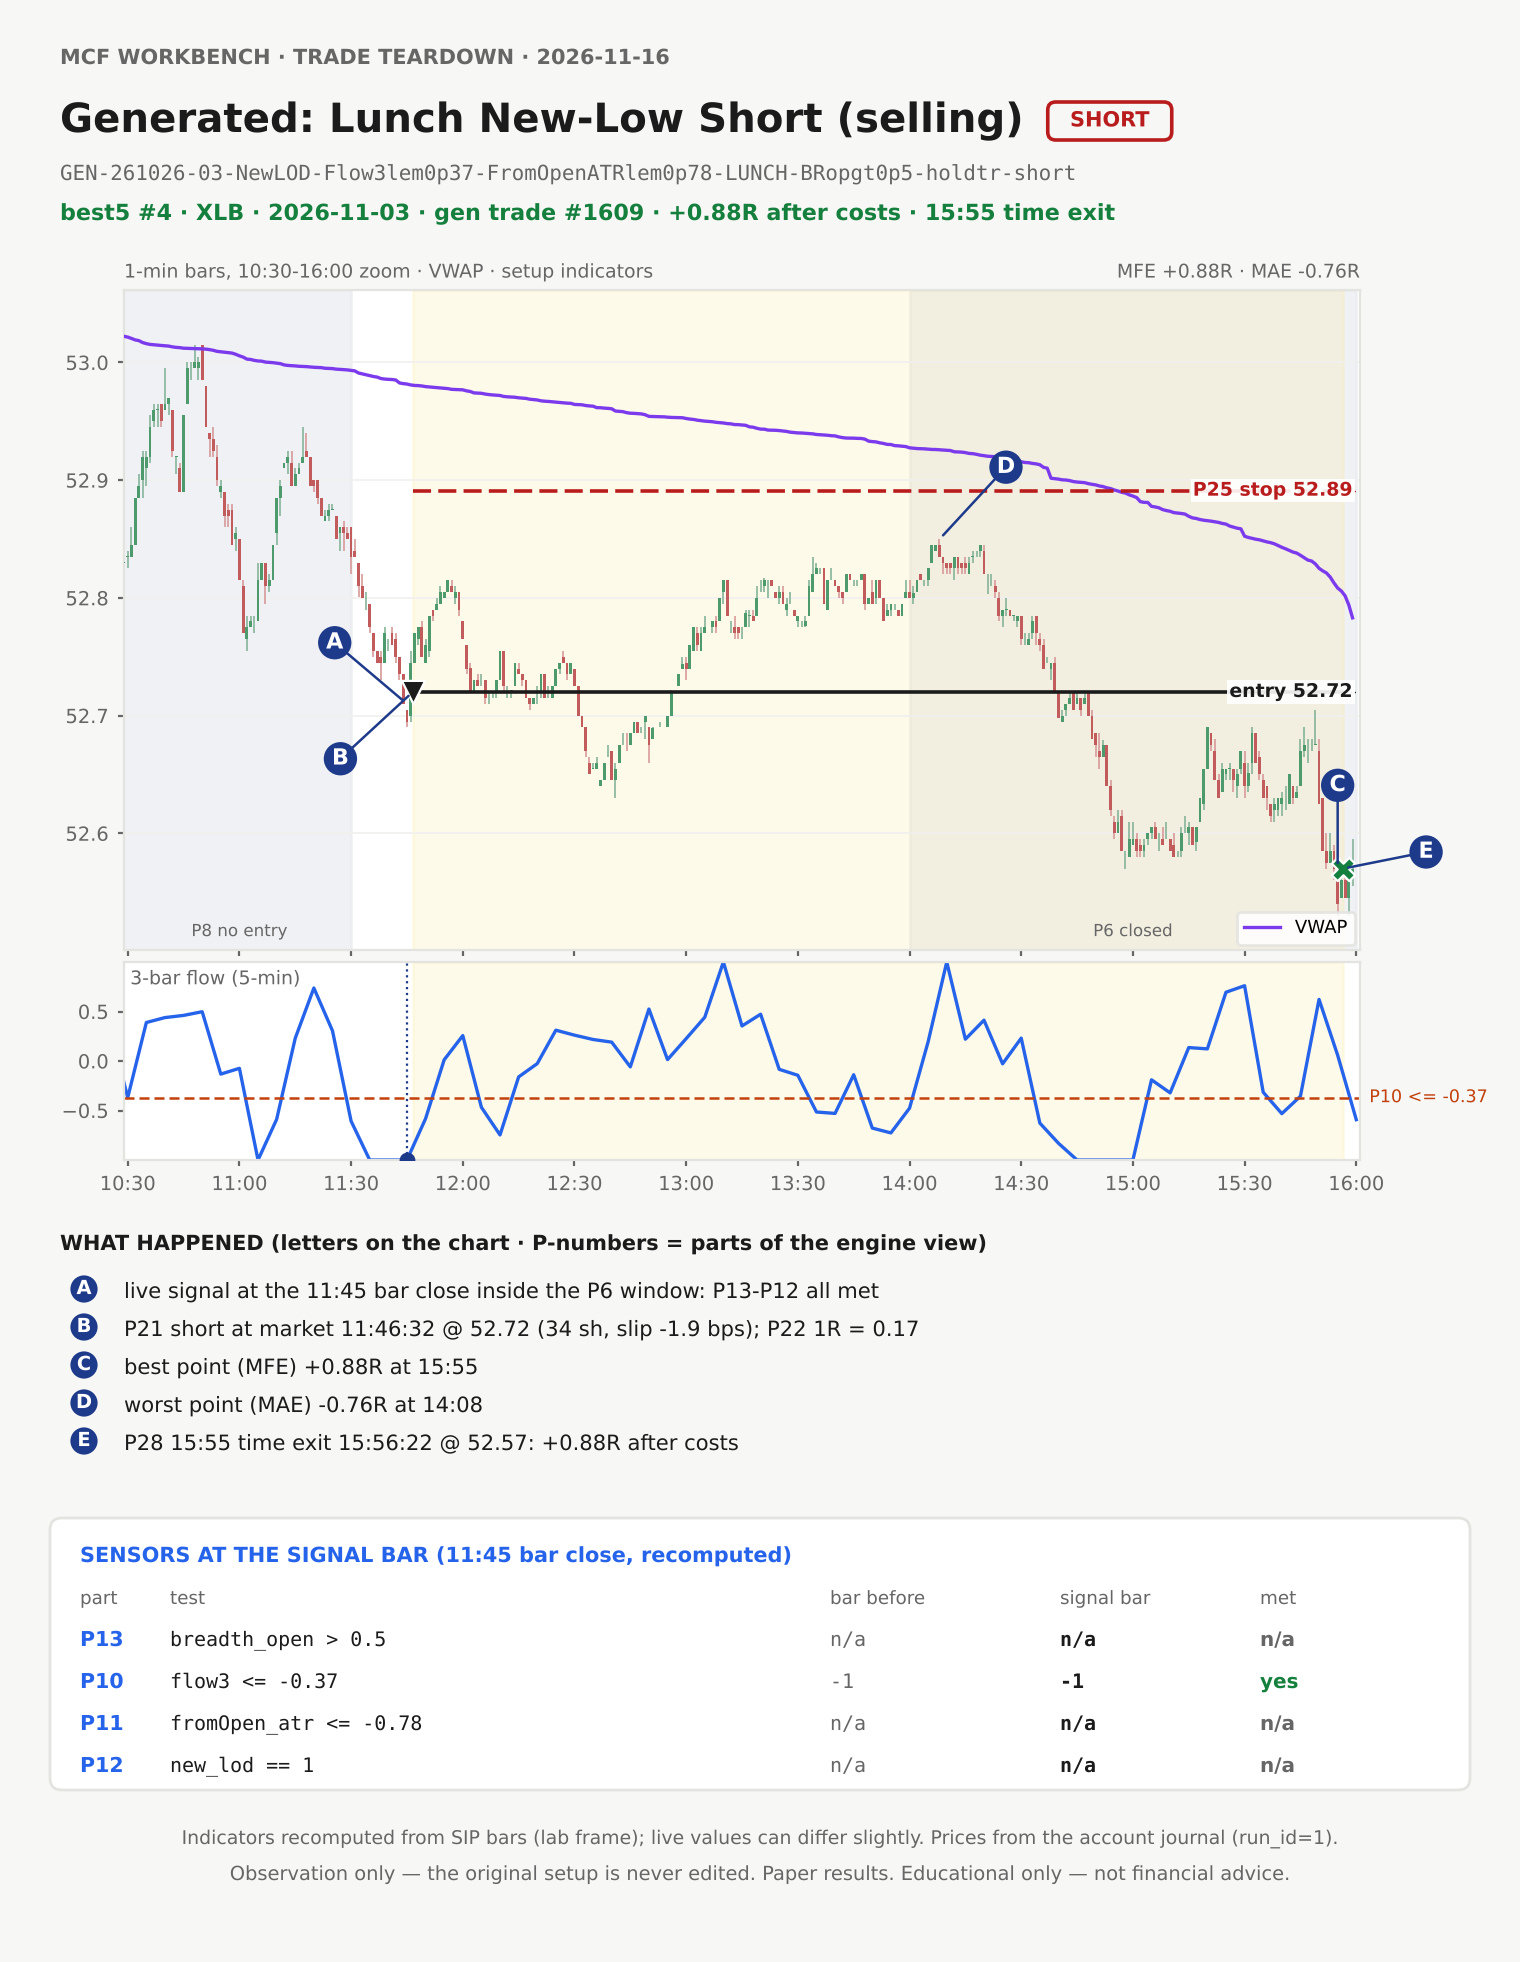 MCF WORKBENCH · TRADE TEARDOWN · 2026-11-16
Generated: Lunch New-Low Short (selling)
SHORT
GEN-261026-03-NewLOD-Flow3lem0p37-FromOpenATRlem0p78-LUNCH-BRopgt0p5-holdtr-short
best5 #4 · XLB · 2026-11-03 · gen trade #1609 · +0.88R after costs · 15:55 time exit
1-min bars, 10:30-16:00 zoom · VWAP · setup indicators
MFE +0.88R · MAE -0.76R
53.0
52.9
52.8
52.7
52.6
D
P25 stop 52.89
A
entry 52.72
B
C
E
P8 no entry
P6 closed
VWAP
3-bar flow (5-min)
0.5
0.0
−0.5
P10 <= -0.37
10:30 11:00 11:30 12:00 12:30 13:00 13:30 14:00 14:30 15:00 15:30 16:00
WHAT HAPPENED (letters on the chart · P-numbers = parts of the engine view)
A live signal at the 11:45 bar close inside the P6 window: P13-P12 all met
B P21 short at market 11:46:32 @ 52.72 (34 sh, slip -1.9 bps); P22 1R = 0.17
C best point (MFE) +0.88R at 15:55
D worst point (MAE) -0.76R at 14:08
E P28 15:55 time exit 15:56:22 @ 52.57: +0.88R after costs
SENSORS AT THE SIGNAL BAR (11:45 bar close, recomputed)
part test bar before signal bar met
P13 breadth_open > 0.5 n/a n/a n/a
P10 flow3 <= -0.37 -1 -1 yes
P11 fromOpen_atr <= -0.78 n/a n/a n/a
P12 new_lod == 1 n/a n/a n/a
Indicators recomputed from SIP bars (lab frame); live values can differ slightly. Prices from the account journal (run_id=1).
Observation only — the original setup is never edited. Paper results. Educational only — not financial advice.